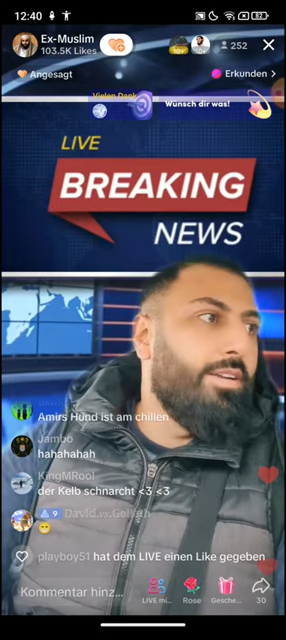 12:40
82
Ex-Muslim
103.5K Likes
252
Angesagt
Erkunden
Vielen Dank
Wünsch dir was!
LIVE
BREAKING
NEWS
Amirs Hund ist am chillen
Jambo
hahahahah
KingMRool
der Kelb schnarcht <3 <3
9 David.vs.Goliath
playboy51 hat dem LIVE einen Like gegeben
Kommentar hinz...
LIVE mi...
Rose
Gesche...
30